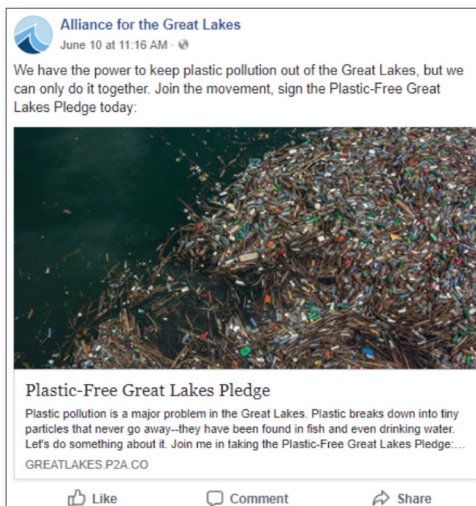 Alliance for the Great Lakes
June 10 at 11:16 AM ·
We have the power to keep plastic pollution out of the Great Lakes, but we
can only do it together. Join the movement, sign the Plastic-Free Great
Lakes Pledge today:
Plastic-Free Great Lakes Pledge
Plastic pollution is a major problem in the Great Lakes. Plastic breaks down into tiny
particles that never go away--they have been found in fish and even drinking water.
Let's do something about it. Join me in taking the Plastic-Free Great Lakes Pledge:...
GREATLAKES.P2A.CO
Like Comment Share